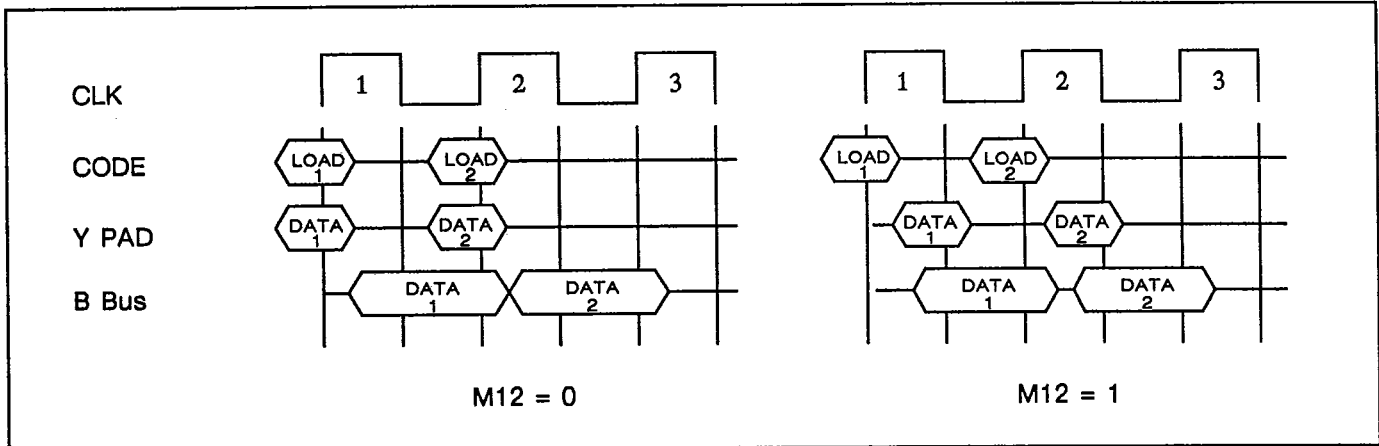 CLK 1 2 3 1 2 3
CODE LOAD 1 LOAD 2 LOAD 1 LOAD 2
Y PAD DATA 1 DATA 2 DATA 1 DATA 2
B Bus DATA 1 DATA 2 DATA 1 DATA 2
M12 = 0 M12 = 1